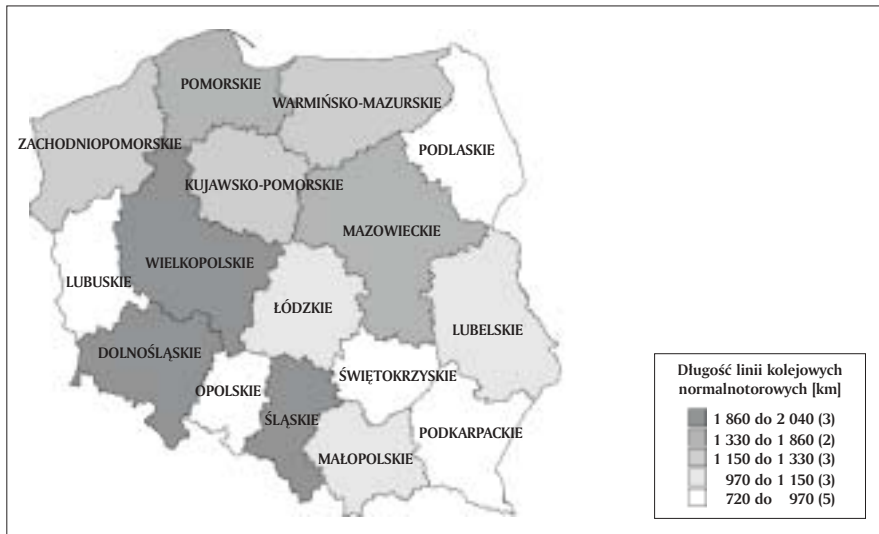 POMORSKIE
WARMIŃSKO-MAZURSKIE
ZACHODNIOPOMORSKIE
PODLASKIE
KUJAWSKO-POMORSKIE
MAZOWIECKIE
WIELKOPOLSKIE
LUBUSKIE
ŁÓDZKIE
LUBELSKIE
DOLNOŚLĄSKIE
OPOLSKIE
ŚWIĘTOKRZYSKIE
ŚLĄSKIE
PODKARPACKIE
MAŁOPOLSKIE
Długość linii kolejowych
normalnotorowych [km]
1 860 do 2 040 (3)
1 330 do 1 860 (2)
1 150 do 1 330 (3)
970 do 1 150 (3)
720 do 970 (5)